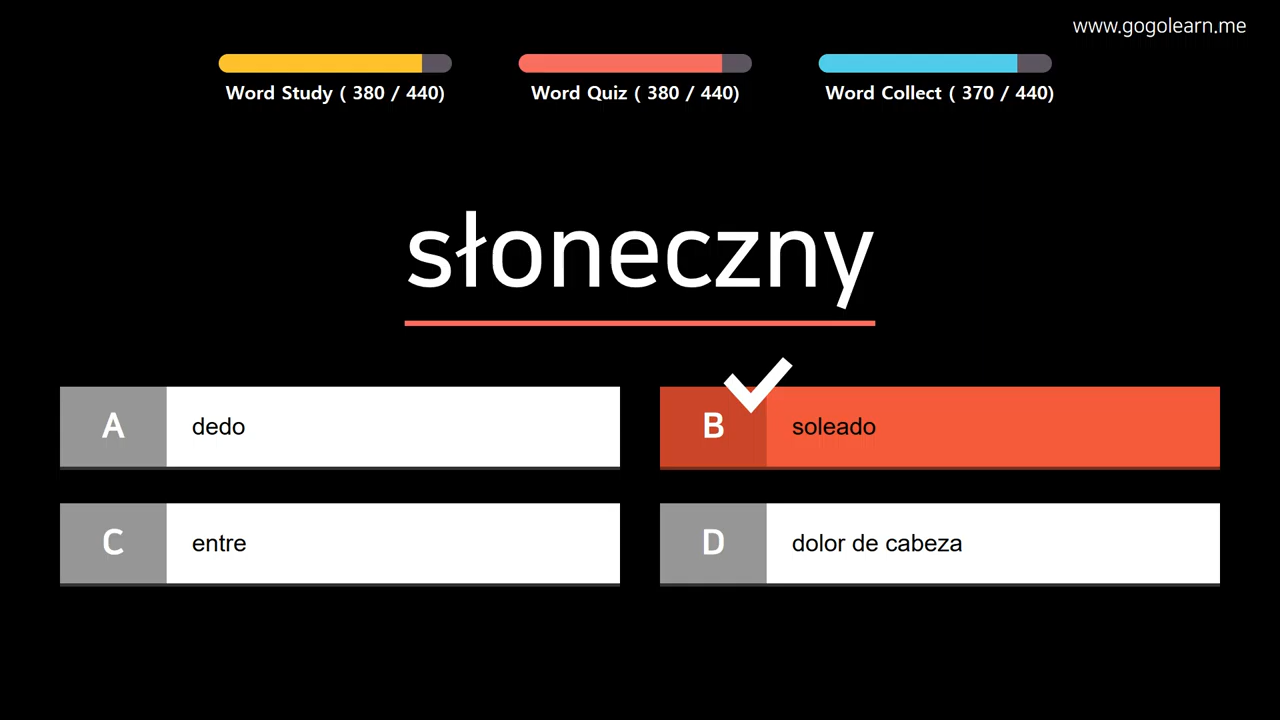 www.gogolearn.me
Word Study ( 380 / 440)
Word Quiz ( 380 / 440)
Word Collect ( 370 / 440)
słoneczny
A
dedo
B
soleado
C
entre
D
dolor de cabeza